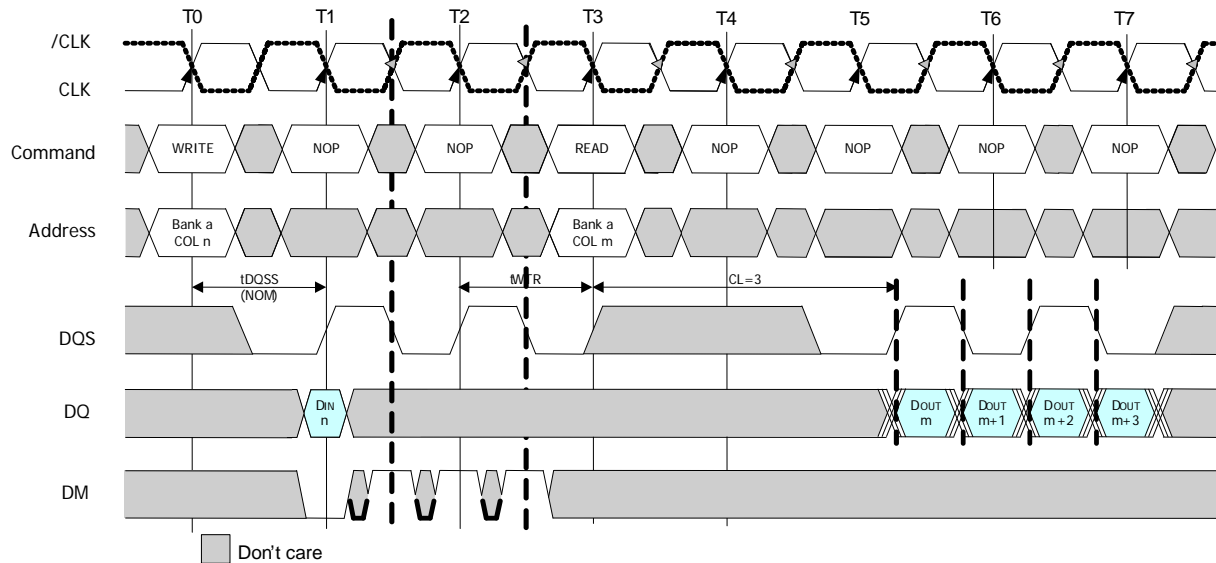 T0 T1 T2 T3 T4 T5 T6 T7
/CLK
CLK
Command WRITE NOP NOP READ NOP NOP NOP NOP
Address Bank a COL n Bank a COL m
tDQSS (NOM) tWTR CL=3
DQS
DQ DIN n DOUT m DOUT m+1 DOUT m+2 DOUT m+3
DM
Don't care